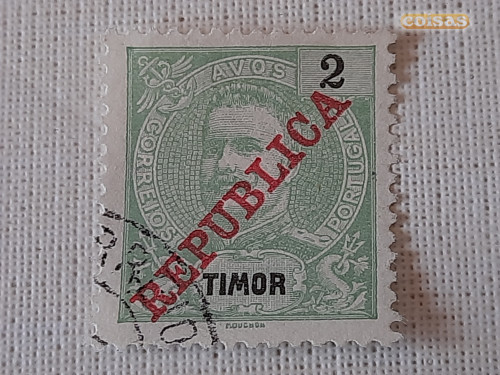 coisas
AVOS 2
CORREIOS
PORTUGAL
REPUBLICA
TIMOR
MOUCHON